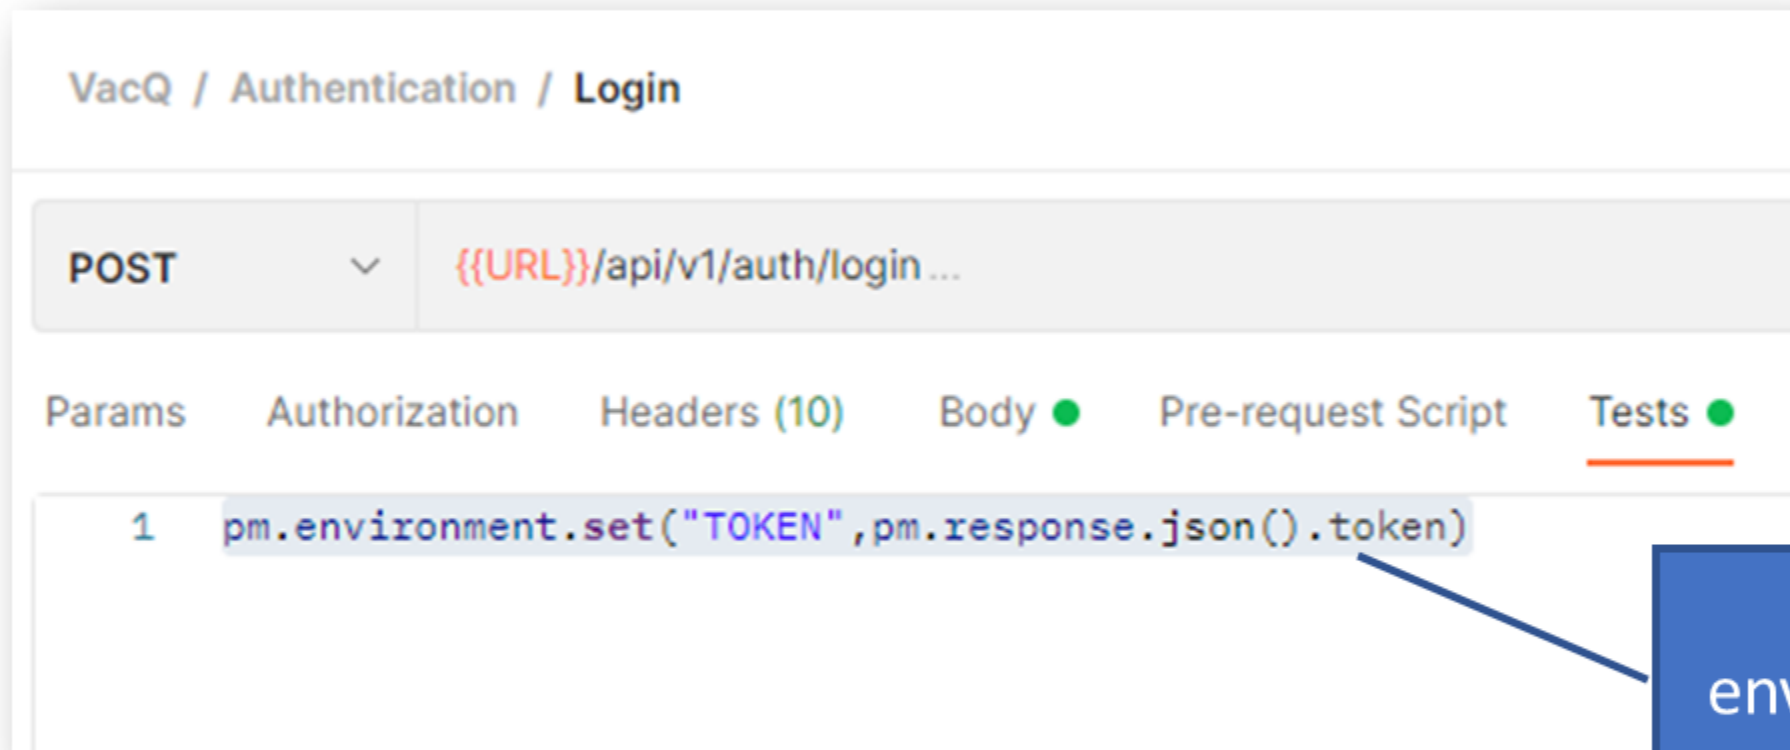 VacQ / Authentication / Login
POST {{URL}}/api/v1/auth/login ...
Params Authorization Headers (10) Body Pre-request Script Tests
1 pm.environment.set("TOKEN",pm.response.json().token)